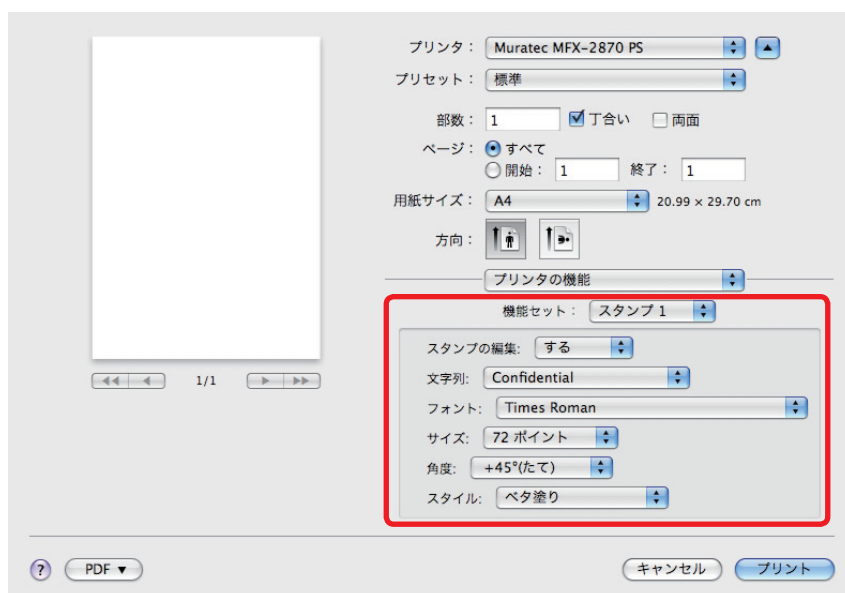 プリンタ： Muratec MFX-2870 PS
プリセット： 標準
部数： 1 丁合い 両面
ページ： すべて
開始： 1 終了： 1
用紙サイズ： A4 20.99 × 29.70 cm
方向：
プリンタの機能
機能セット： スタンプ 1
スタンプの編集: する
文字列: Confidential
フォント: Times Roman
サイズ: 72 ポイント
角度: +45°(たて)
スタイル: ベタ塗り
1/1
? PDF ▼ キャンセル プリント